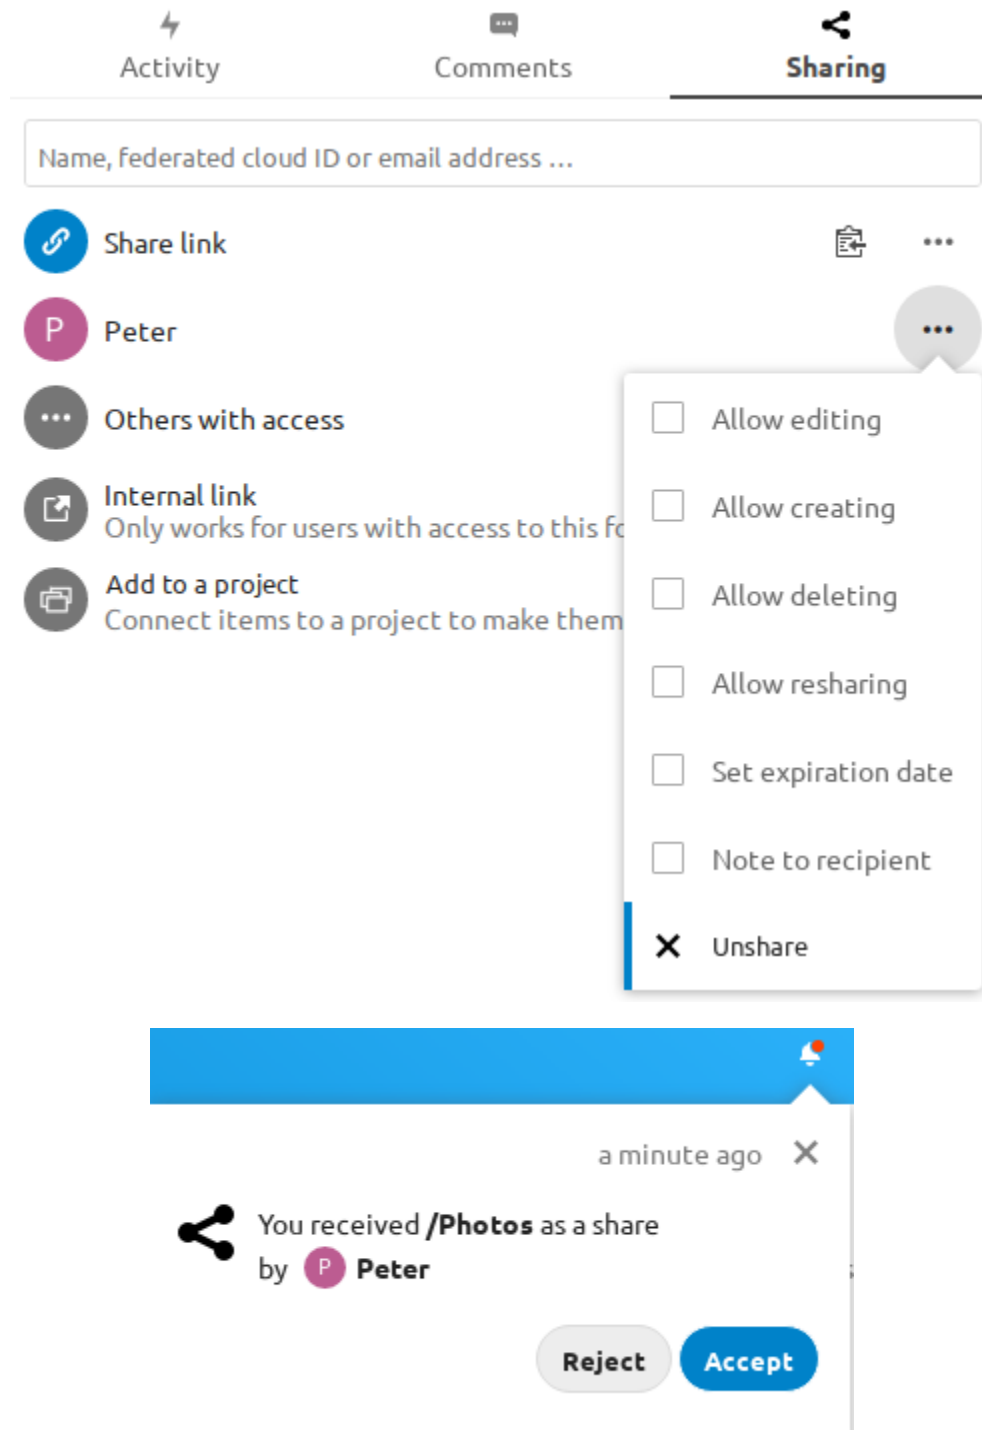 Activity
Comments
Sharing
Name, federated cloud ID or email address ...
Share link
P
Peter
Others with access
Internal link
Only works for users with access to this fo
Add to a project
Connect items to a project to make them
Allow editing
Allow creating
Allow deleting
Allow resharing
Set expiration date
Note to recipient
Unshare
a minute ago
You received /Photos as a share
by P Peter
Reject
Accept